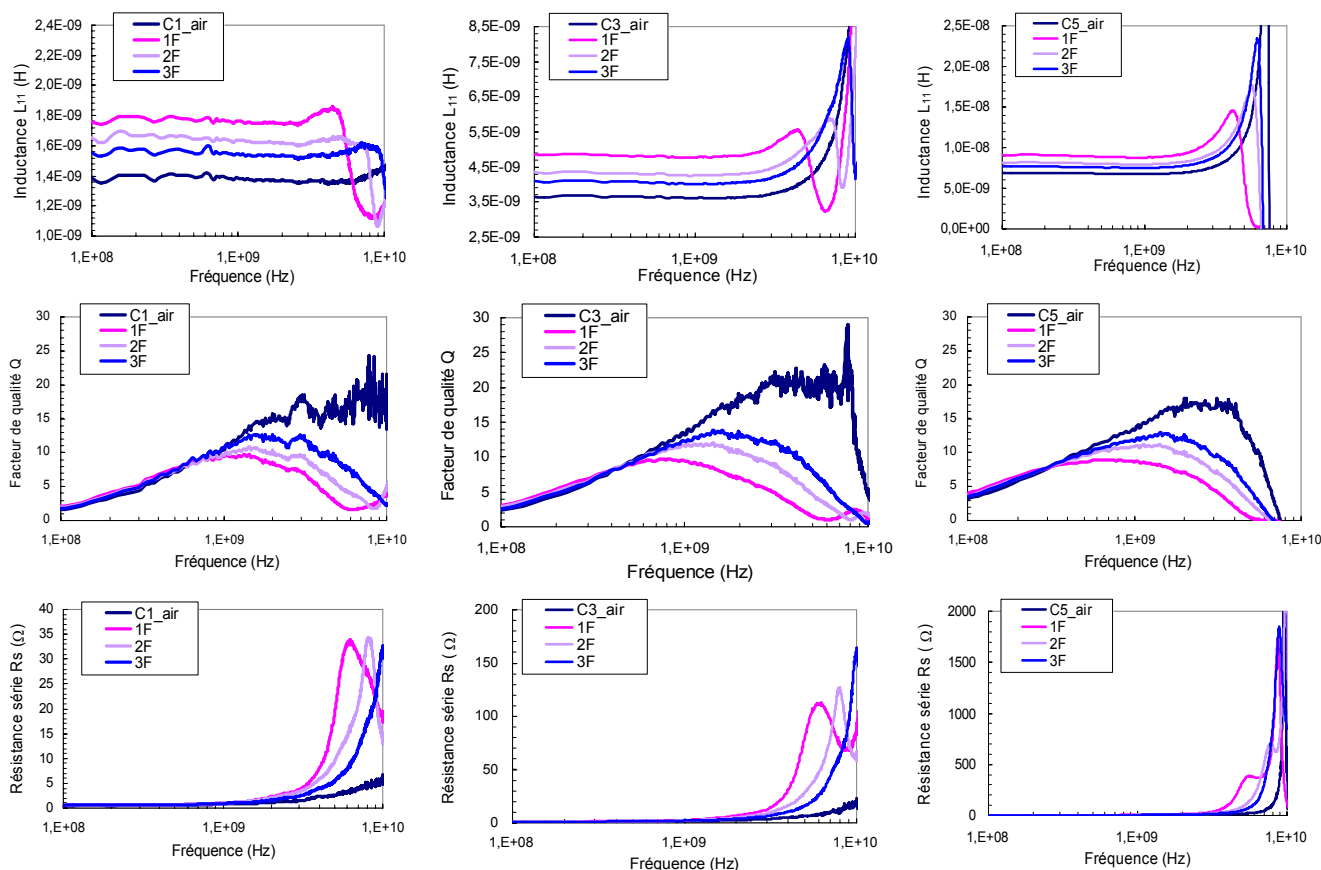 C1_air
1F
2F
3F
Inductance L11 (H)
2,4E-09
2,2E-09
2,0E-09
1,8E-09
1,6E-09
1,4E-09
1,2E-09
1,0E-09
1,E+08
1,E+09
1,E+10
Fréquence (Hz)
C3_air
1F
2F
3F
Inductance L11 (H)
8,5E-09
7,5E-09
6,5E-09
5,5E-09
4,5E-09
3,5E-09
2,5E-09
1,E+08
1,E+09
1,E+10
Fréquence (Hz)
C5_air
1F
2F
3F
Inductance L11 (H)
2,5E-08
2,0E-08
1,5E-08
1,0E-08
5,0E-09
0,0E+00
1,E+08
1,E+09
1,E+10
Fréquence (Hz)
C1_air
1F
2F
3F
Facteur de qualité Q
30
25
20
15
10
5
0
1,E+08
1,E+09
1,E+10
Fréquence (Hz)
C3_air
1F
2F
3F
Facteur de qualité Q
30
25
20
15
10
5
0
1,E+08
1,E+09
1,E+10
Fréquence (Hz)
C5_air
1F
2F
3F
Facteur de qualité Q
30
25
20
15
10
5
0
1,E+08
1,E+09
1,E+10
Fréquence (Hz)
C1_air
1F
2F
3F
Résistance série Rs (Ω)
40
35
30
25
20
15
10
5
0
1,E+08
1,E+09
1,E+10
Fréquence (Hz)
C3_air
1F
2F
3F
Résistance série Rs ( Ω)
200
150
100
50
0
1,E+08
1,E+09
1,E+10
Fréquence (Hz)
C5_air
1F
2F
3F
Résistance série Rs ( Ω)
2000
1500
1000
500
0
1,E+08
1,E+09
1,E+10
Fréquence (Hz)